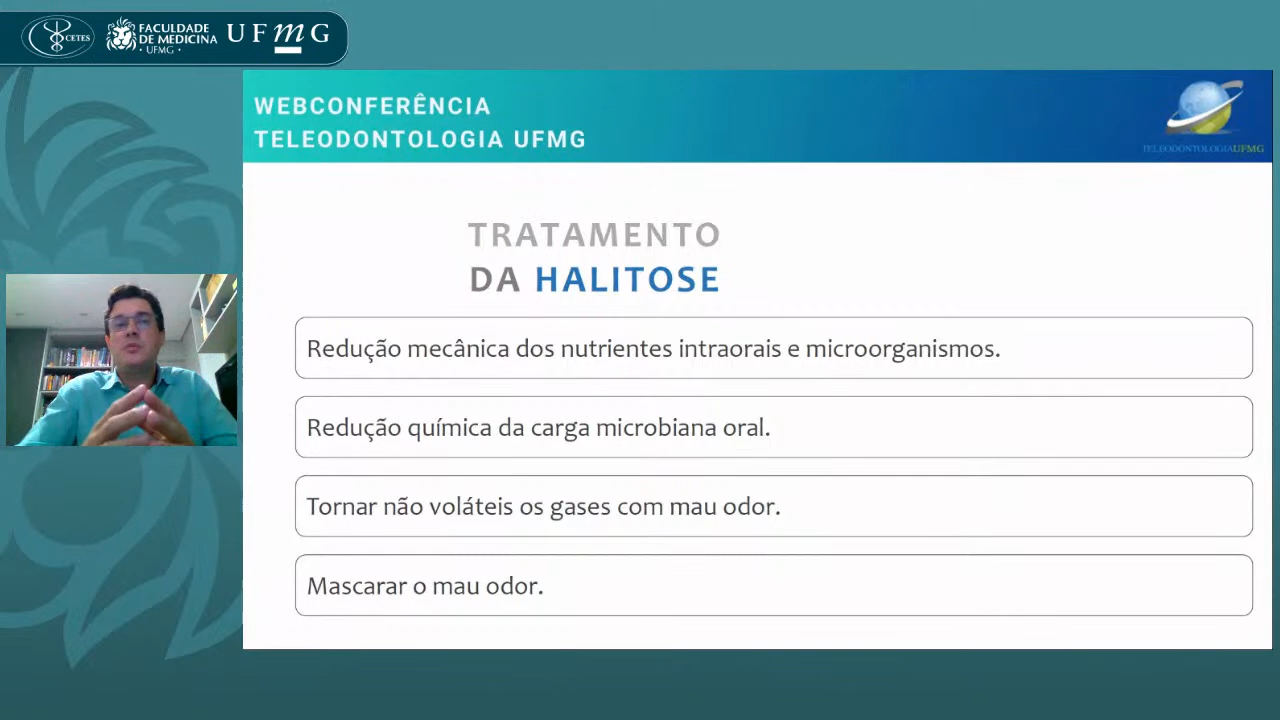 CETES
FACULDADE
DE MEDICINA
• UFMG •
UFmG
WEBCONFERÊNCIA
TELEODONTOLOGIA UFMG
TELEODONTOLOGIAUFMG
TRATAMENTO
DA HALITOSE
Redução mecânica dos nutrientes intraorais e microorganismos.
Redução química da carga microbiana oral.
Tornar não voláteis os gases com mau odor.
Mascarar o mau odor.